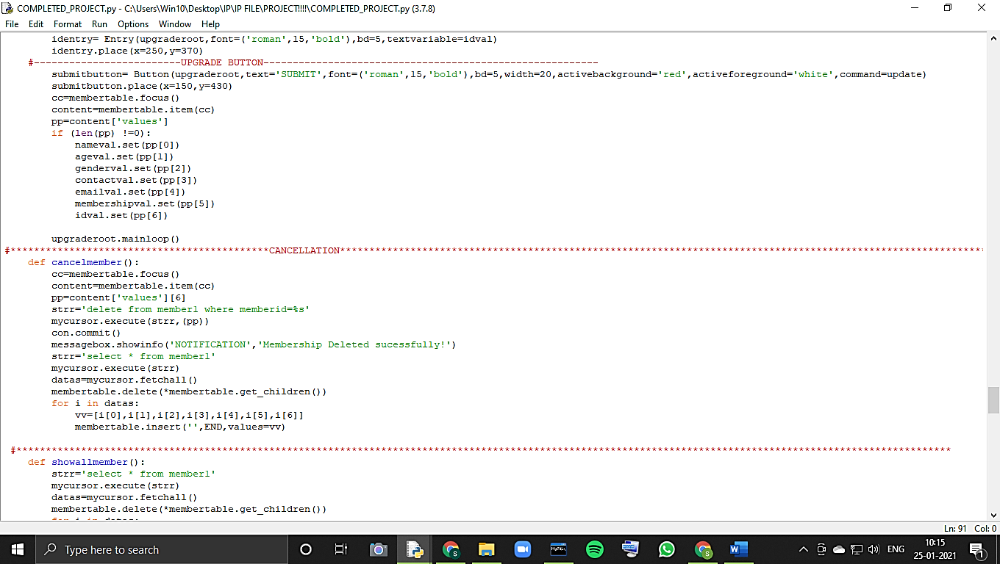 COMPLETED_PROJECT.py - C:\Users\Win10\Desktop\IP\IP FILE\PROJECT!!!!\COMPLETED_PROJECT.py (3.7.8)
File Edit Format Run Options Window Help
        identry= Entry(upgraderoot,font=('roman',15,'bold'),bd=5,textvariable=idval)
        identry.place(x=250,y=370)
    #-------------------------UPGRADE BUTTON---------------------------------------------------------
        submitbutton= Button(upgraderoot,text='SUBMIT',font=('roman',15,'bold'),bd=5,width=20,activebackground='red',activeforeground='white',command=update)
        submitbutton.place(x=150,y=430)
        cc=membertable.focus()
        content=membertable.item(cc)
        pp=content['values']
        if (len(pp) !=0):
            nameval.set(pp[0])
            ageval.set(pp[1])
            genderval.set(pp[2])
            contactval.set(pp[3])
            emailval.set(pp[4])
            membershipval.set(pp[5])
            idval.set(pp[6])
        upgraderoot.mainloop()
#********************************************CANCELLATION*************************************************************************************************************
    def cancelmember():
        cc=membertable.focus()
        content=membertable.item(cc)
        pp=content['values'][6]
        strr='delete from member1 where memberid=%s'
        mycursor.execute(strr,(pp))
        con.commit()
        messagebox.showinfo('NOTIFICATION','Membership Deleted sucessfully!')
        strr='select * from member1'
        mycursor.execute(strr)
        datas=mycursor.fetchall()
        membertable.delete(*membertable.get_children())
        for i in datas:
            vv=[i[0],i[1],i[2],i[3],i[4],i[5],i[6]]
            membertable.insert('',END,values=vv)
 #***************************************************************************************************************************************************************
    def showallmember():
        strr='select * from member1'
        mycursor.execute(strr)
        datas=mycursor.fetchall()
        membertable.delete(*membertable.get_children())
        for i in datas:
Ln: 91 Col: 0
Type here to search
MySQL
W
ENG
10:15
25-01-2021
1